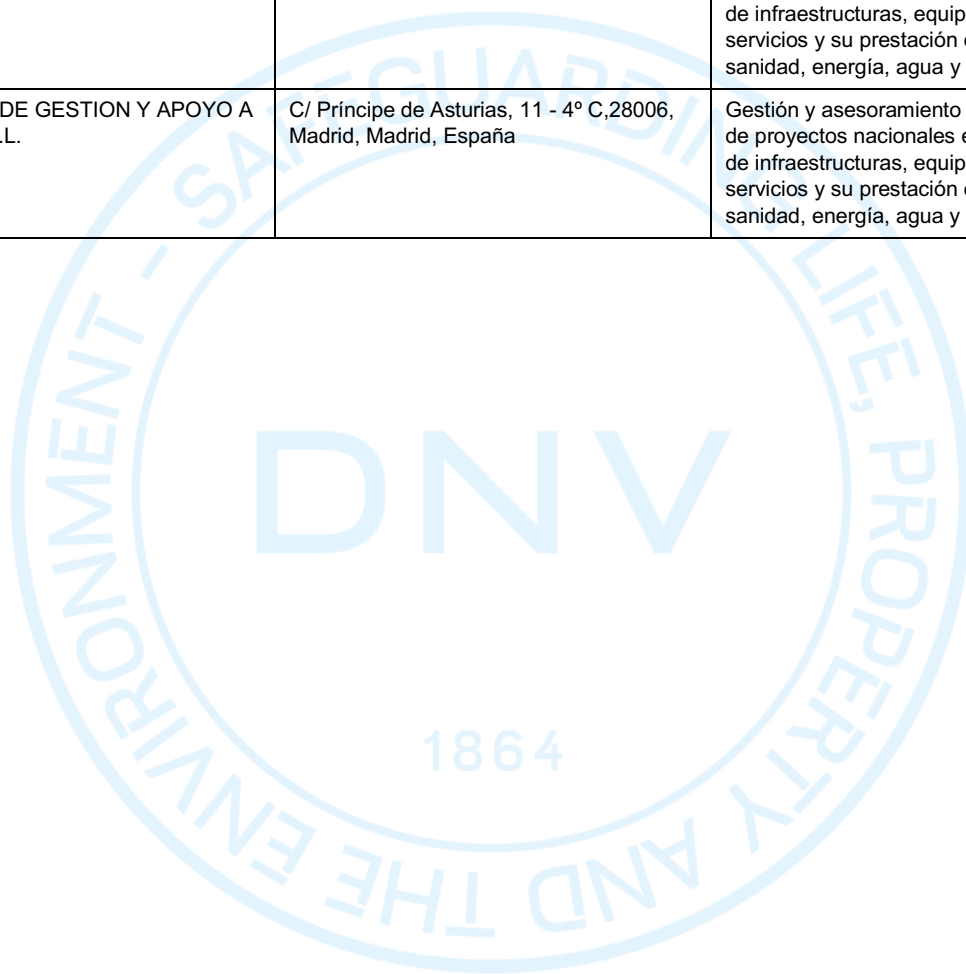 de infraestructuras, equip
servicios y su prestación
sanidad, energía, agua y
DE GESTION Y APOYO A
.L.
C/ Príncipe de Asturias, 11 - 4º C,28006,
Madrid, Madrid, España
Gestión y asesoramiento
de proyectos nacionales e
de infraestructuras, equip
servicios y su prestación
sanidad, energía, agua y
SAFEGUARDING LIFE, PROPERTY AND THE ENVIRONMENT -
DNV
1864